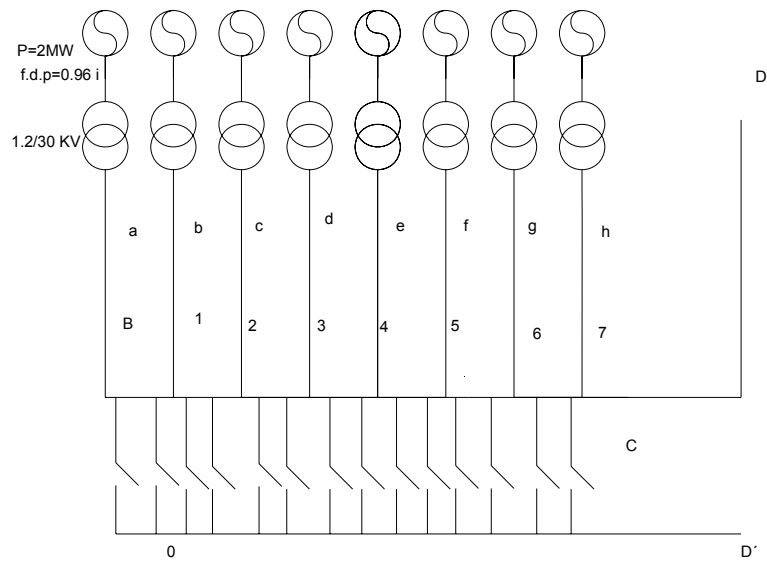 P=2MW
f.d.p=0.96 i
D
1.2/30 KV
a b c d e f g h
B 1 2 3 4 5 6 7
C
0 D´